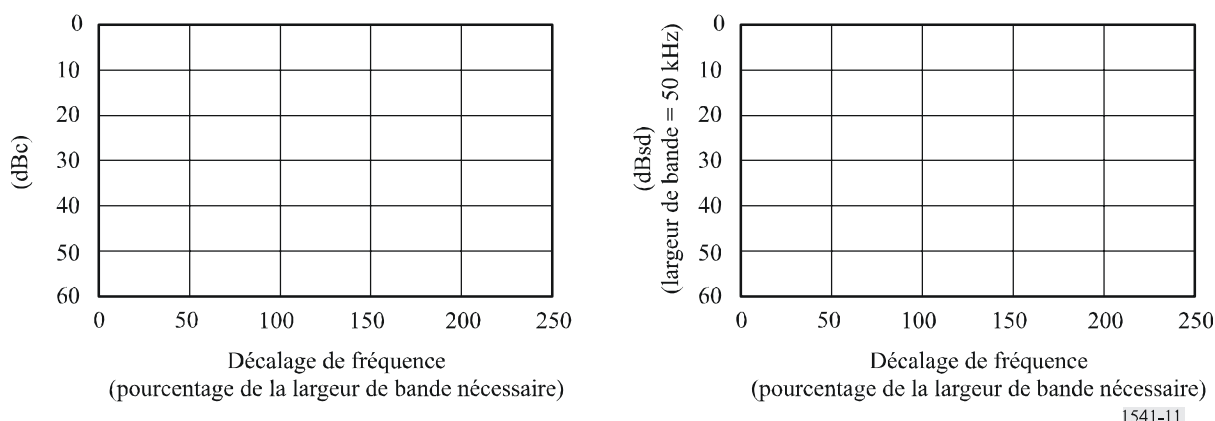 0
10
20
30
40
50
60
(dBc)
0 50 100 150 200 250
Décalage de fréquence
(pourcentage de la largeur de bande nécessaire)
0
10
20
30
40
50
60
(dBsd)
(largeur de bande = 50 kHz)
0 50 100 150 200 250
Décalage de fréquence
(pourcentage de la largeur de bande nécessaire)
1541-11